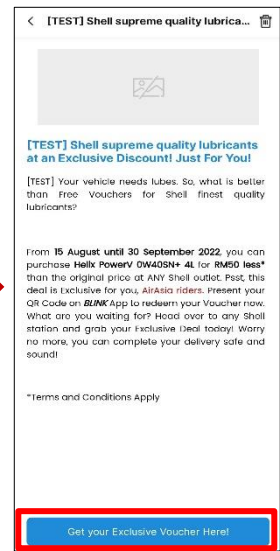 [TEST] Shell supreme quality lubrica...
[TEST] Shell supreme quality lubricants
at an Exclusive Discount! Just For You!
[TEST] Your vehicle needs lubes. So, what is better
than Free Vouchers for Shell finest quality
lubricants?
From 15 August until 30 September 2022, you can
purchase Helix PowerV 0W40SN+ 4L for RM50 less*
than the original price at ANY Shell outlet. Psst, this
deal is Exclusive for you, AirAsia riders. Present your
QR Code on BLINK App to redeem your Voucher now.
What are you waiting for? Head over to any Shell
station and grab your Exclusive Deal today! Worry
no more, you can complete your delivery safe and
sound!
*Terms and Conditions Apply
Get your Exclusive Voucher Here!